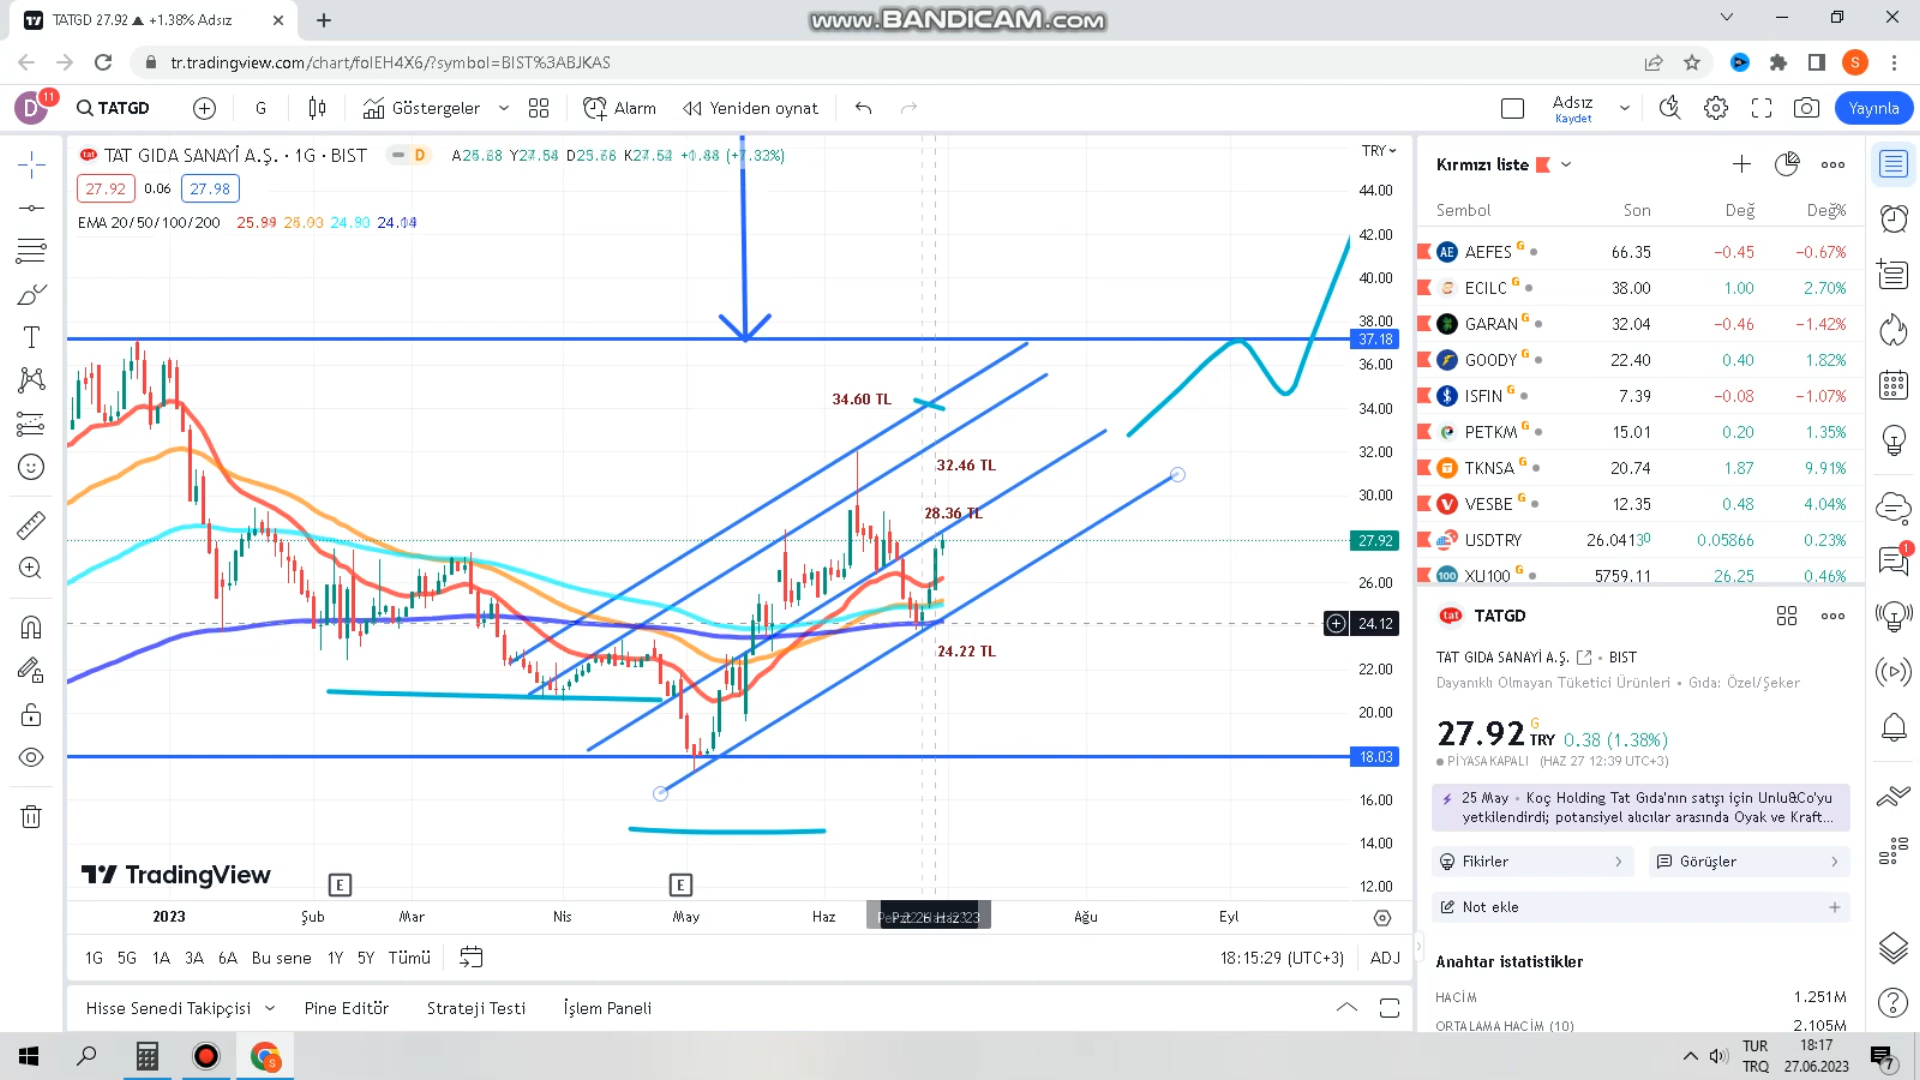 TATGD 27.92 ▲ +1.38% Adsız
www.BANDICAM.com
tr.tradingview.com/chart/folEH4X6/?symbol=BIST%3ABJKAS
S
D 11
TATGD
G
Göstergeler
Alarm
Yeniden oynat
Adsız
Kaydet
Yayınla
tat TAT GIDA SANAYİ A.Ş. · 1G · BIST
D
27.92 0.06 27.98
EMA 20/50/100/200
TRY
44.00
42.00
40.00
38.00
37.18
36.00
34.00
32.00
30.00
27.92
26.00
24.12
22.00
20.00
18.03
16.00
14.00
12.00
34.60 TL
32.46 TL
28.36 TL
24.22 TL
TradingView
E
E
2023 Şub Mar Nis May Haz Ağu Eyl
1G 5G 1A 3A 6A Bu sene 1Y 5Y Tümü
18:15:29 (UTC+3) ADJ
Hisse Senedi Takipçisi
Pine Editör
Strateji Testi
İşlem Paneli
Kırmızı liste
Sembol Son Değ Değ%
AE AEFES G 66.35 −0.45 −0.67%
ECILC G 38.00 1.00 2.70%
GARAN G 32.04 −0.46 −1.42%
GOODY G 22.40 0.40 1.82%
ISFIN G 7.39 −0.08 −1.07%
PETKM G 15.01 0.20 1.35%
TKNSA G 20.74 1.87 9.91%
VESBE G 12.35 0.48 4.04%
USDTRY 26.04130 0.05866 0.23%
100 XU100 G 5759.11 26.25 0.46%
tat TATGD
TAT GIDA SANAYİ A.Ş. • BIST
Dayanıklı Olmayan Tüketici Ürünleri • Gıda: Özel/Şeker
27.92 G TRY 0.38 (1.38%)
PİYASA KAPALI (HAZ 27 12:39 UTC+3)
25 May • Koç Holding Tat Gıda'nın satışı için Unlu&Co'yu
yetkilendirdi; potansiyel alıcılar arasında Oyak ve Kraft...
Fikirler
Görüşler
Not ekle
Anahtar istatistikler
HACİM 1.251M
ORTALAMA HACİM (10) 2.105M
1
TUR
TRQ
18:17
27.06.2023
7